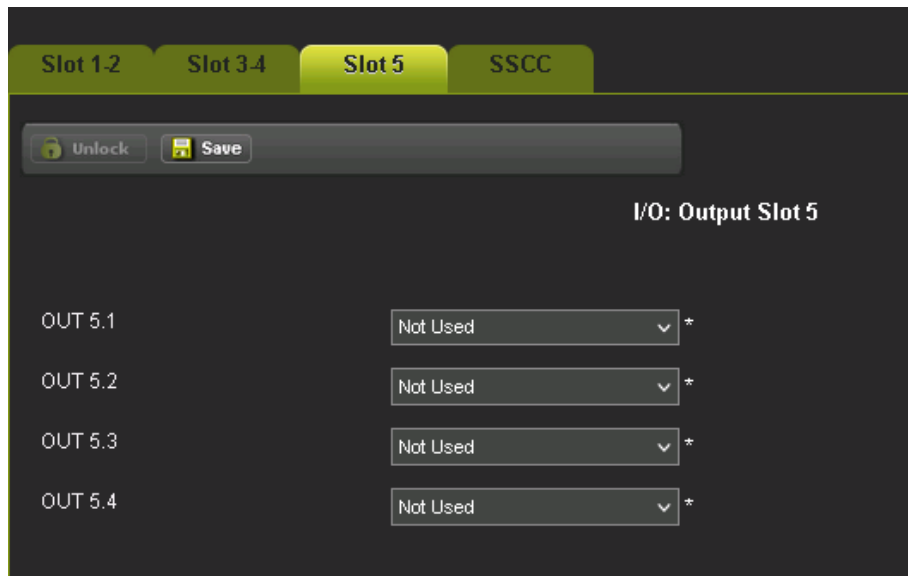 Slot 1-2 Slot 3-4 Slot 5 SSCC
Unlock Save
I/O: Output Slot 5
OUT 5.1 Not Used *
OUT 5.2 Not Used *
OUT 5.3 Not Used *
OUT 5.4 Not Used *